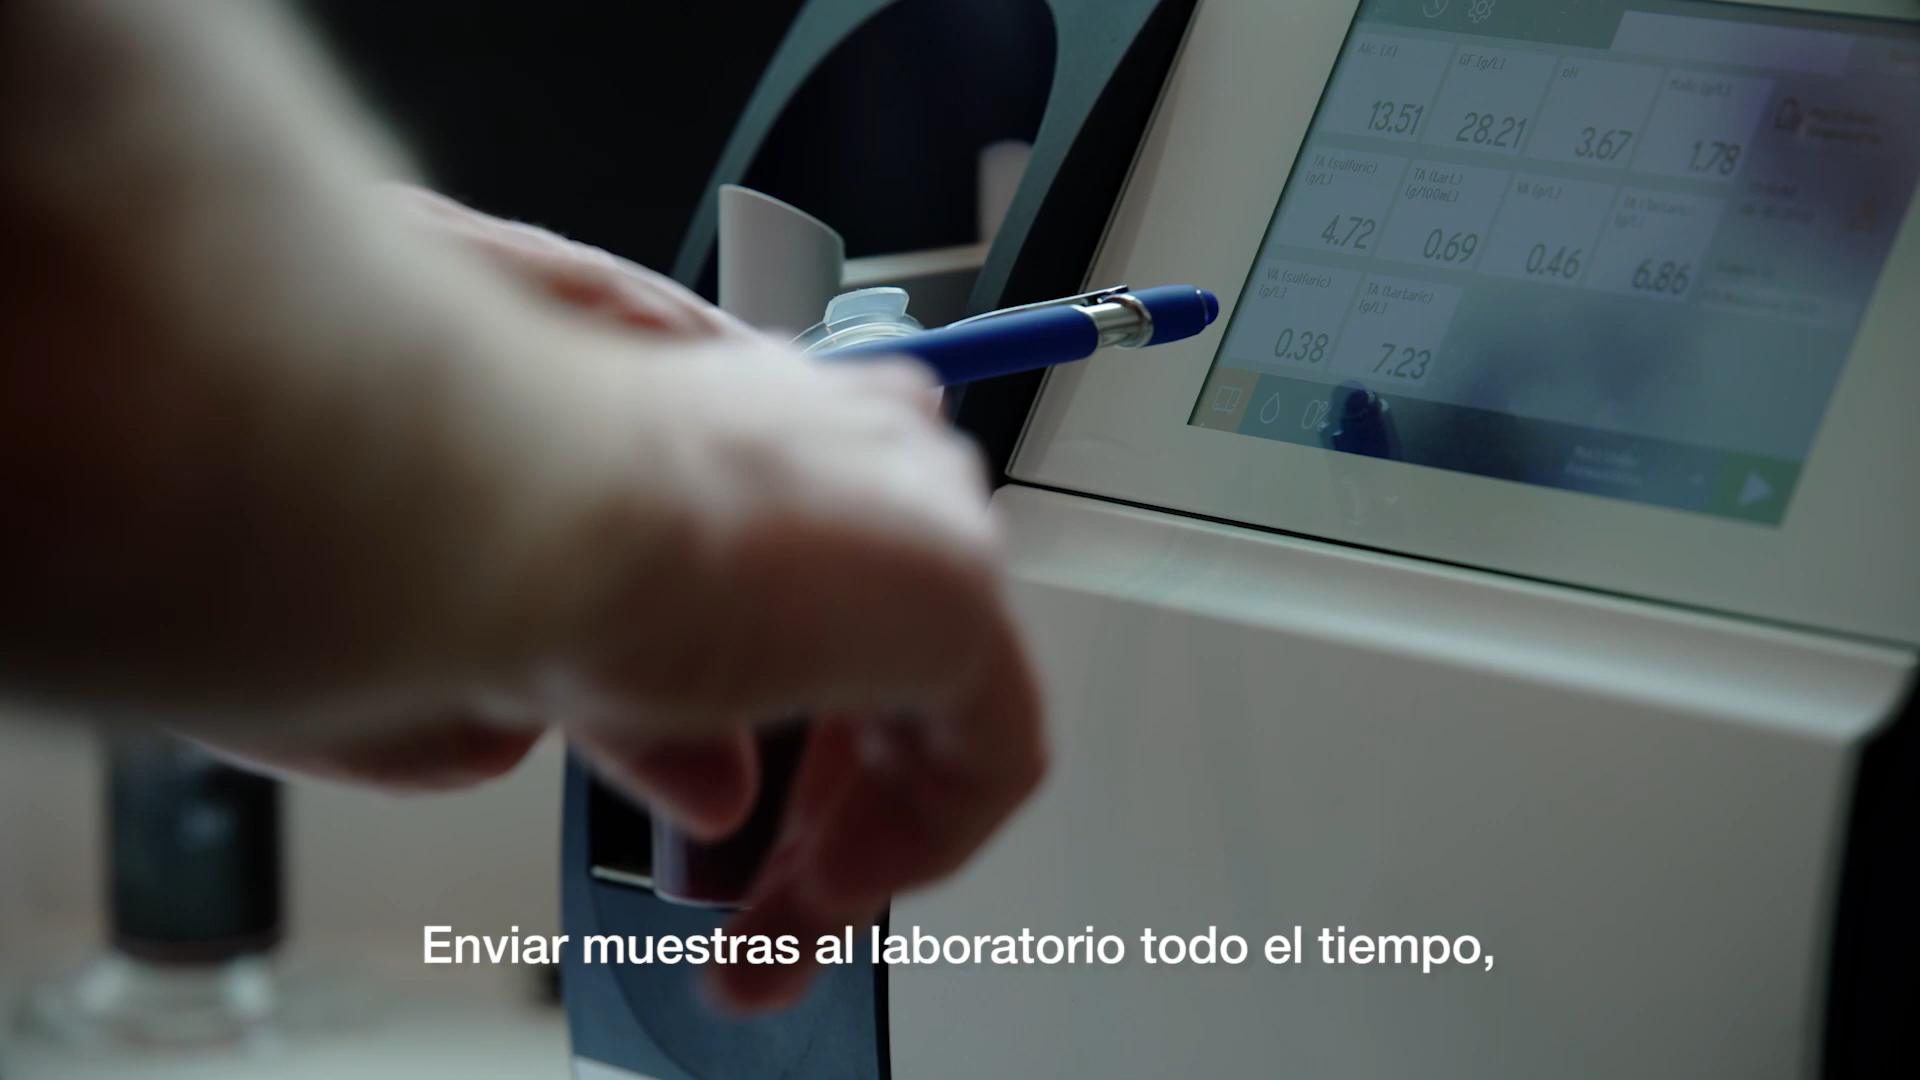 Alc. (%)
GF (g/L)
pH
Malic (g/L)
13.51
28.21
3.67
1.78
TA (sulfuric)
(g/L)
TA (tart.)
(g/100mL)
VA (g/L)
TA (tartaric)
(g/L)
4.72
0.69
0.46
6.86
VA (sulfuric)
(g/L)
TA (tartaric)
(g/L)
0.38
7.23
Enviar muestras al laboratorio todo el tiempo,